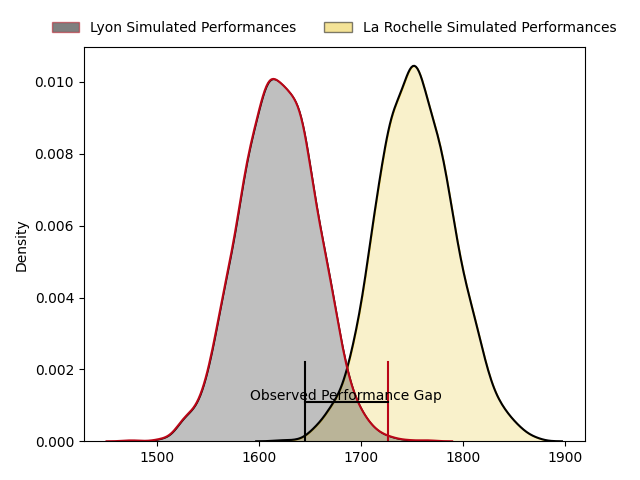 Lyon Simulated Performances La Rochelle Simulated Performances
0.010
0.008
0.006
0.004
0.002
0.000
Density
Observed Performance Gap
1500 1600 1700 1800 1900